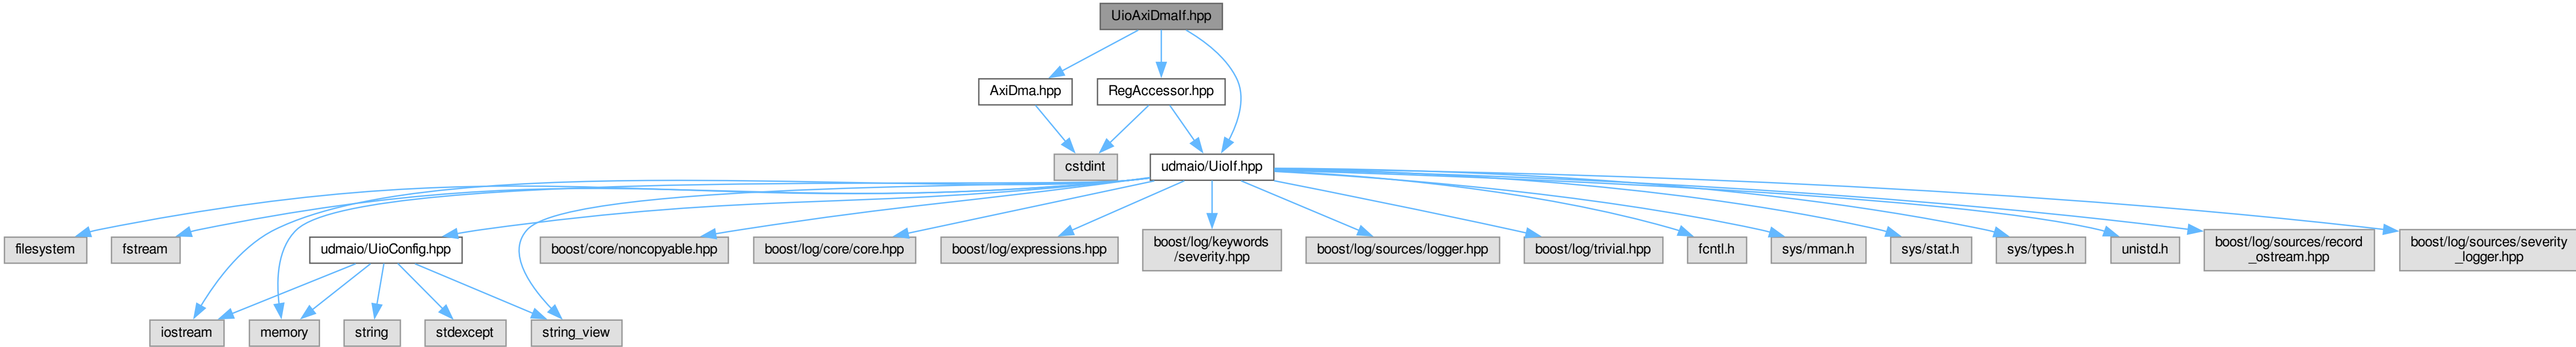 UioAxiDmaIf.hpp
AxiDma.hpp
RegAccessor.hpp
cstdint
udmaio/UioIf.hpp
filesystem
fstream
udmaio/UioConfig.hpp
boost/core/noncopyable.hpp
boost/log/core/core.hpp
boost/log/expressions.hpp
boost/log/keywords
/severity.hpp
boost/log/sources/logger.hpp
boost/log/trivial.hpp
fcntl.h
sys/mman.h
sys/stat.h
sys/types.h
unistd.h
boost/log/sources/record
_ostream.hpp
boost/log/sources/severity
_logger.hpp
iostream
memory
string
stdexcept
string_view